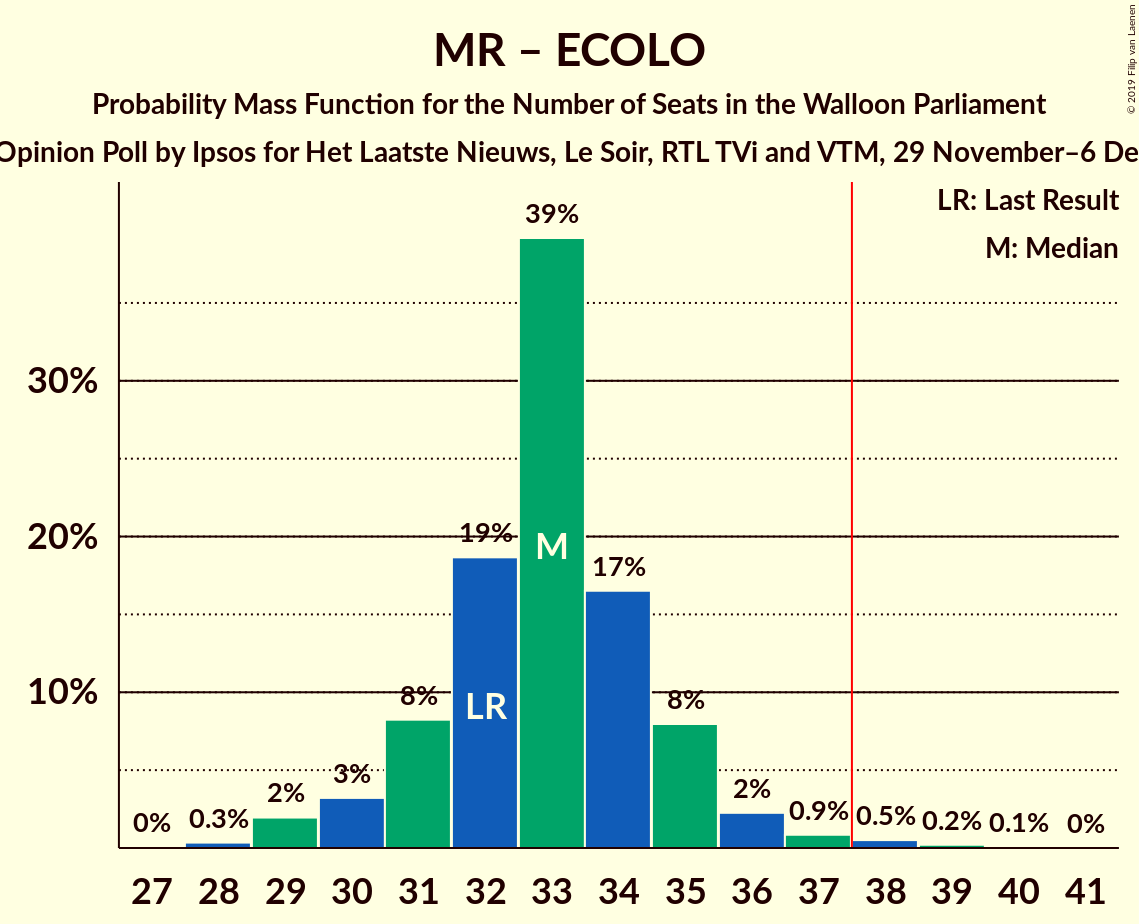 MR – ECOLO
Probability Mass Function for the Number of Seats in the Walloon Parliament
Opinion Poll by Ipsos for Het Laatste Nieuws, Le Soir, RTL TVi and VTM, 29 November–6 De
© 2019 Filip van Laenen
LR: Last Result
M: Median
39%
30%
20%
19%
M
17%
10%
8%
LR
8%
3%
2%
2%
0%
0.3%
0.9%
0.5%
0.2%
0.1%
0%
27 28 29 30 31 32 33 34 35 36 37 38 39 40 41